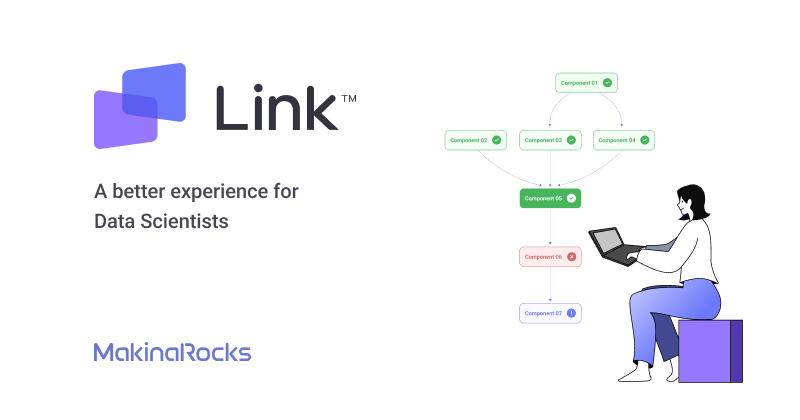 Link™
A better experience for
Data Scientists
MakinaRocks
Component 01
Component 02
Component 03
Component 04
Component 05
Component 06
Component 07